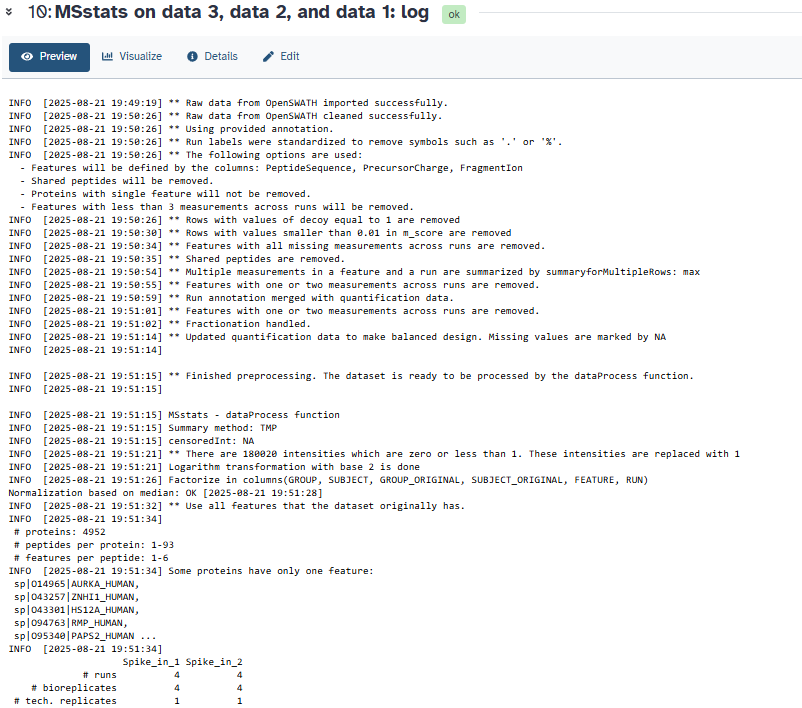 10: MSstats on data 3, data 2, and data 1: log ok
Preview Visualize Details Edit
INFO  [2025-08-21 19:49:19] ** Raw data from OpenSWATH imported successfully.
INFO  [2025-08-21 19:50:26] ** Raw data from OpenSWATH cleaned successfully.
INFO  [2025-08-21 19:50:26] ** Using provided annotation.
INFO  [2025-08-21 19:50:26] ** Run labels were standardized to remove symbols such as '.' or '%'.
INFO  [2025-08-21 19:50:26] ** The following options are used:
  - Features will be defined by the columns: PeptideSequence, PrecursorCharge, FragmentIon
  - Shared peptides will be removed.
  - Proteins with single feature will not be removed.
  - Features with less than 3 measurements across runs will be removed.
INFO  [2025-08-21 19:50:26] ** Rows with values of decoy equal to 1 are removed
INFO  [2025-08-21 19:50:30] ** Rows with values smaller than 0.01 in m_score are removed
INFO  [2025-08-21 19:50:34] ** Features with all missing measurements across runs are removed.
INFO  [2025-08-21 19:50:35] ** Shared peptides are removed.
INFO  [2025-08-21 19:50:54] ** Multiple measurements in a feature and a run are summarized by summaryforMultipleRows: max
INFO  [2025-08-21 19:50:55] ** Features with one or two measurements across runs are removed.
INFO  [2025-08-21 19:50:59] ** Run annotation merged with quantification data.
INFO  [2025-08-21 19:51:01] ** Features with one or two measurements across runs are removed.
INFO  [2025-08-21 19:51:02] ** Fractionation handled.
INFO  [2025-08-21 19:51:14] ** Updated quantification data to make balanced design. Missing values are marked by NA
INFO  [2025-08-21 19:51:14]
INFO  [2025-08-21 19:51:15] ** Finished preprocessing. The dataset is ready to be processed by the dataProcess function.
INFO  [2025-08-21 19:51:15]
INFO  [2025-08-21 19:51:15] MSstats - dataProcess function
INFO  [2025-08-21 19:51:15] Summary method: TMP
INFO  [2025-08-21 19:51:15] censoredInt: NA
INFO  [2025-08-21 19:51:21] ** There are 180020 intensities which are zero or less than 1. These intensities are replaced with 1
INFO  [2025-08-21 19:51:21] Logarithm transformation with base 2 is done
INFO  [2025-08-21 19:51:26] Factorize in columns(GROUP, SUBJECT, GROUP_ORIGINAL, SUBJECT_ORIGINAL, FEATURE, RUN)
Normalization based on median: OK [2025-08-21 19:51:28]
INFO  [2025-08-21 19:51:32] ** Use all features that the dataset originally has.
INFO  [2025-08-21 19:51:34]
 # proteins: 4952
 # peptides per protein: 1-93
 # features per peptide: 1-6
INFO  [2025-08-21 19:51:34] Some proteins have only one feature:
 sp|O14965|AURKA_HUMAN,
 sp|O43257|ZNHI1_HUMAN,
 sp|O43301|HS12A_HUMAN,
 sp|O94763|RMP_HUMAN,
 sp|O95340|PAPS2_HUMAN ...
INFO  [2025-08-21 19:51:34]
                    Spike_in_1 Spike_in_2
             # runs          4          4
    # bioreplicates          4          4
 # tech. replicates          1          1